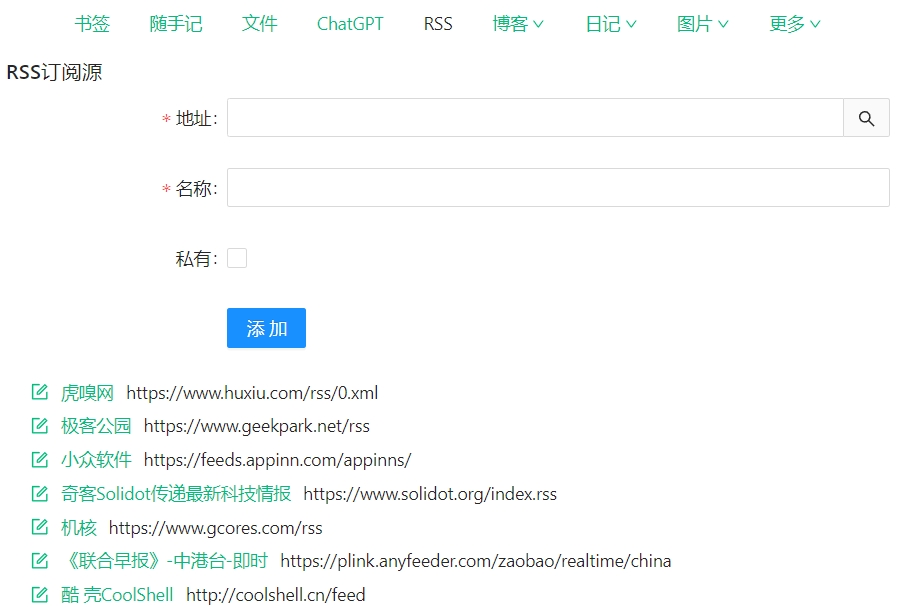 书签 随手记 文件 ChatGPT RSS 博客 日记 图片 更多
RSS订阅源
* 地址:
* 名称:
私有:
添 加
虎嗅网 https://www.huxiu.com/rss/0.xml
极客公园 https://www.geekpark.net/rss
小众软件 https://feeds.appinn.com/appinns/
奇客Solidot传递最新科技情报 https://www.solidot.org/index.rss
机核 https://www.gcores.com/rss
《联合早报》-中港台-即时 https://plink.anyfeeder.com/zaobao/realtime/china
酷 壳CoolShell http://coolshell.cn/feed